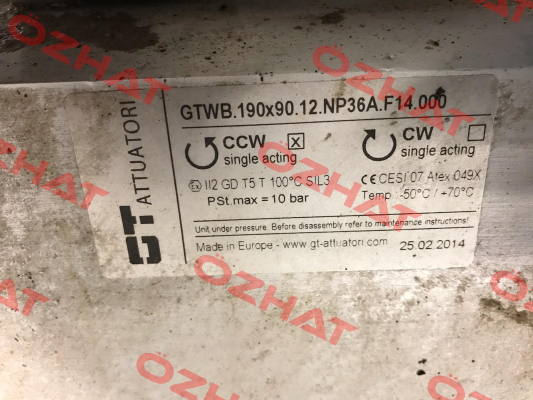 GT ATTUATORI
GTWB.190x90.12.NP36A.F14.000
CCW single acting
CW single acting
II2 GD T5 T 100°C SIL3
CE CESI 07 Atex 049X
PSt.max = 10 bar
Temp. -50°C / +70°C
Unit under pressure. Before disassembly refer to maintenance instructions!
Made in Europe - www.gt-attuatori.com
25.02.2014
OZHAT
OZHAT
OZHAT
OZHAT
OZHAT
OZHAT
OZHAT
OZHAT